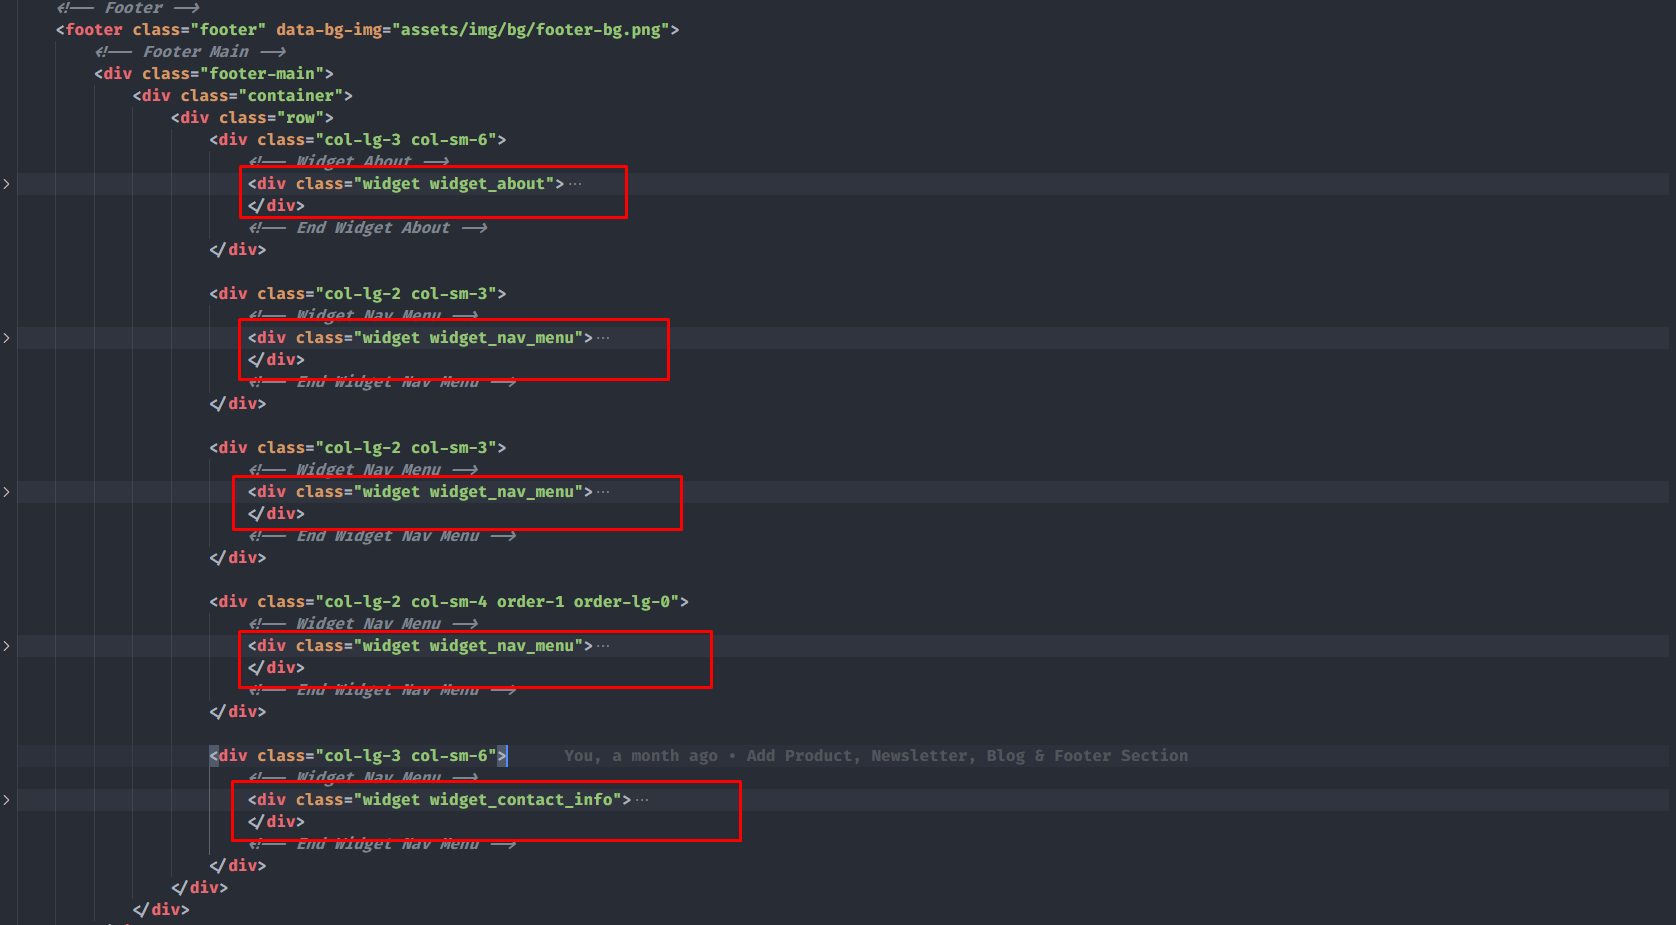 <!-- Footer -->
<footer class="footer" data-bg-img="assets/img/bg/footer-bg.png">
<!-- Footer Main -->
<div class="footer-main">
<div class="container">
<div class="row">
<div class="col-lg-3 col-sm-6">
<!-- Widget About -->
<div class="widget widget_about">···
</div>
<!-- End Widget About -->
</div>
<div class="col-lg-2 col-sm-3">
<!-- Widget Nav Menu -->
<div class="widget widget_nav_menu">···
</div>
<!-- End Widget Nav Menu -->
</div>
<div class="col-lg-2 col-sm-3">
<!-- Widget Nav Menu -->
<div class="widget widget_nav_menu">···
</div>
<!-- End Widget Nav Menu -->
</div>
<div class="col-lg-2 col-sm-4 order-1 order-lg-0">
<!-- Widget Nav Menu -->
<div class="widget widget_nav_menu">···
</div>
<!-- End Widget Nav Menu -->
</div>
<div class="col-lg-3 col-sm-6"> You, a month ago • Add Product, Newsletter, Blog & Footer Section
<!-- Widget Nav Menu -->
<div class="widget widget_contact_info">···
</div>
<!-- End Widget Nav Menu -->
</div>
</div>
</div>